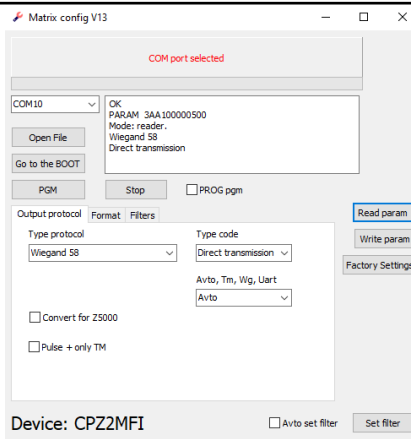 Matrix config V13
COM port selected
COM10
OK
PARAM 3AA100000500
Mode: reader.
Wiegand 58
Direct transmission
Open File
Go to the BOOT
PGM
Stop
PROG pgm
Output protocol Format Filters
Read param
Write param
Factory Settings
Type protocol
Type code
Wiegand 58
Direct transmission
Avto, Tm, Wg, Uart
Avto
Convert for Z5000
Pulse + only TM
Device: CPZ2MFI
Avto set filter
Set filter